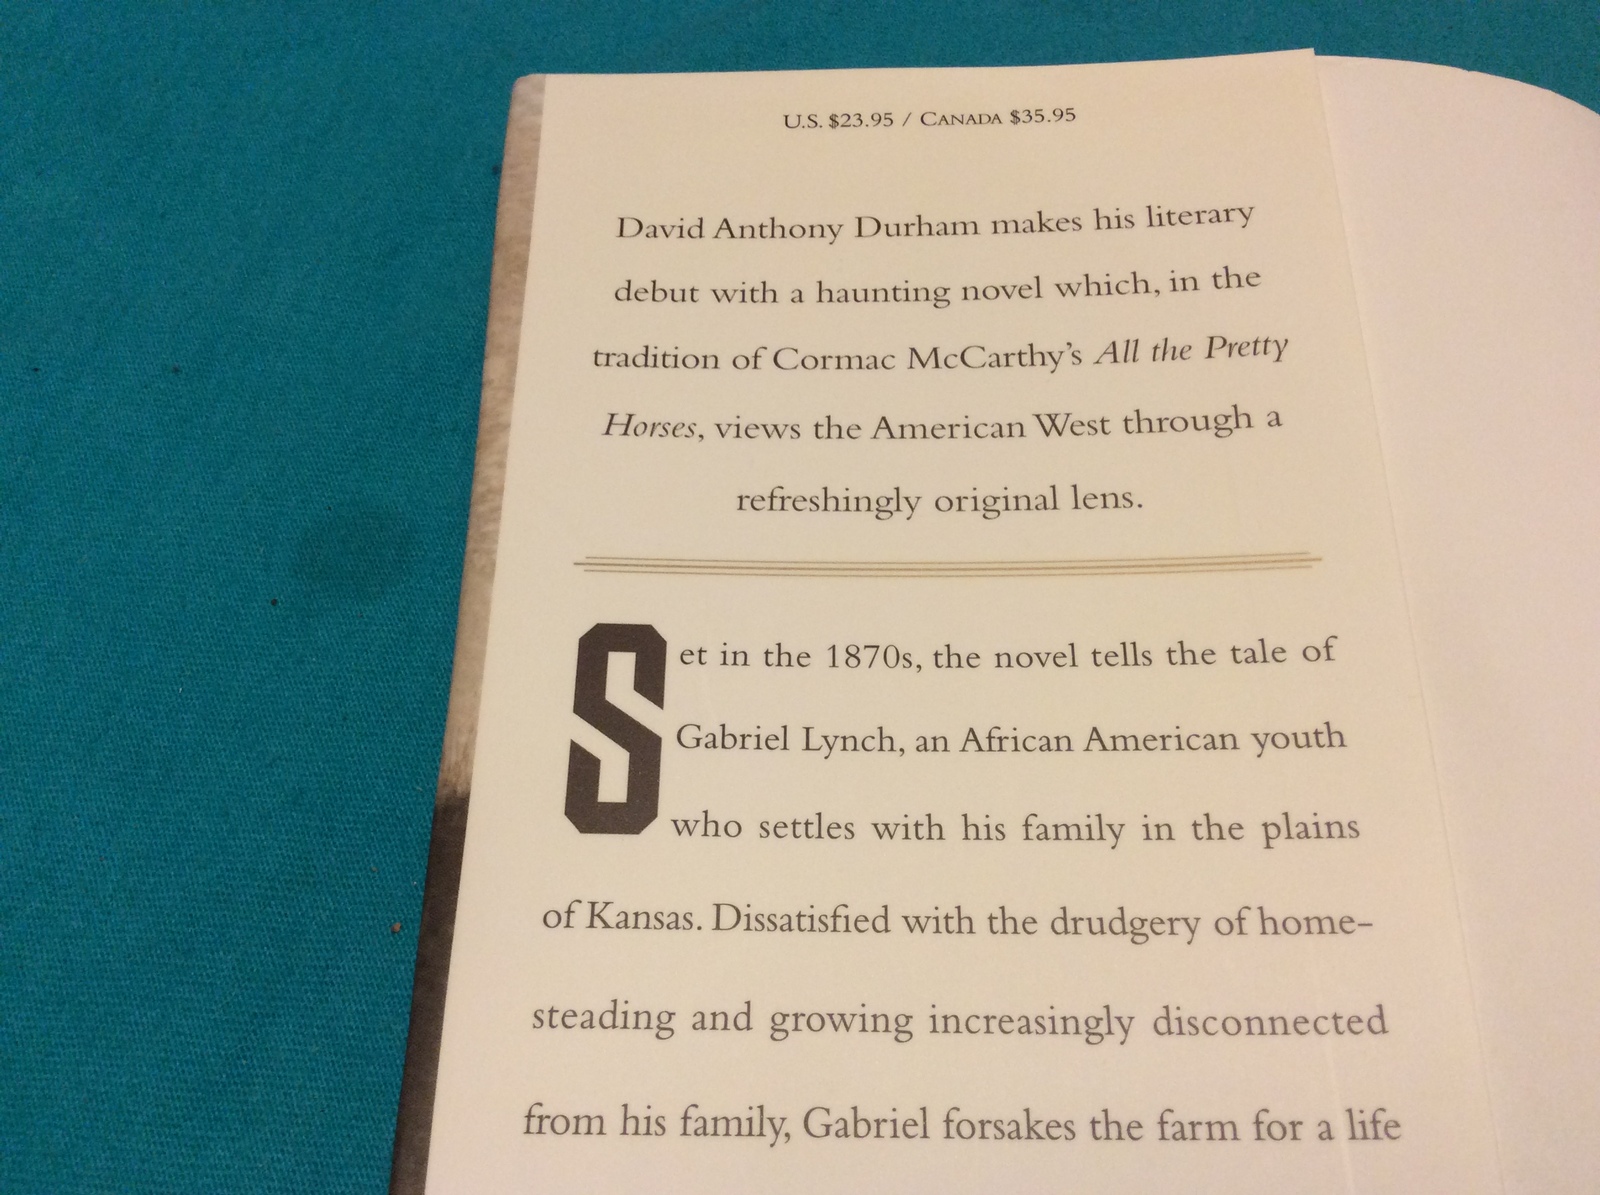 U.S. $23.95 / CANADA $35.95
David Anthony Durham makes his literary
debut with a haunting novel which, in the
tradition of Cormac McCarthy's All the Pretty
Horses, views the American West through a
refreshingly original lens.
Set in the 1870s, the novel tells the tale of
Gabriel Lynch, an African American youth
who settles with his family in the plains
of Kansas. Dissatisfied with the drudgery of home-
steading and growing increasingly disconnected
from his family, Gabriel forsakes the farm for a life